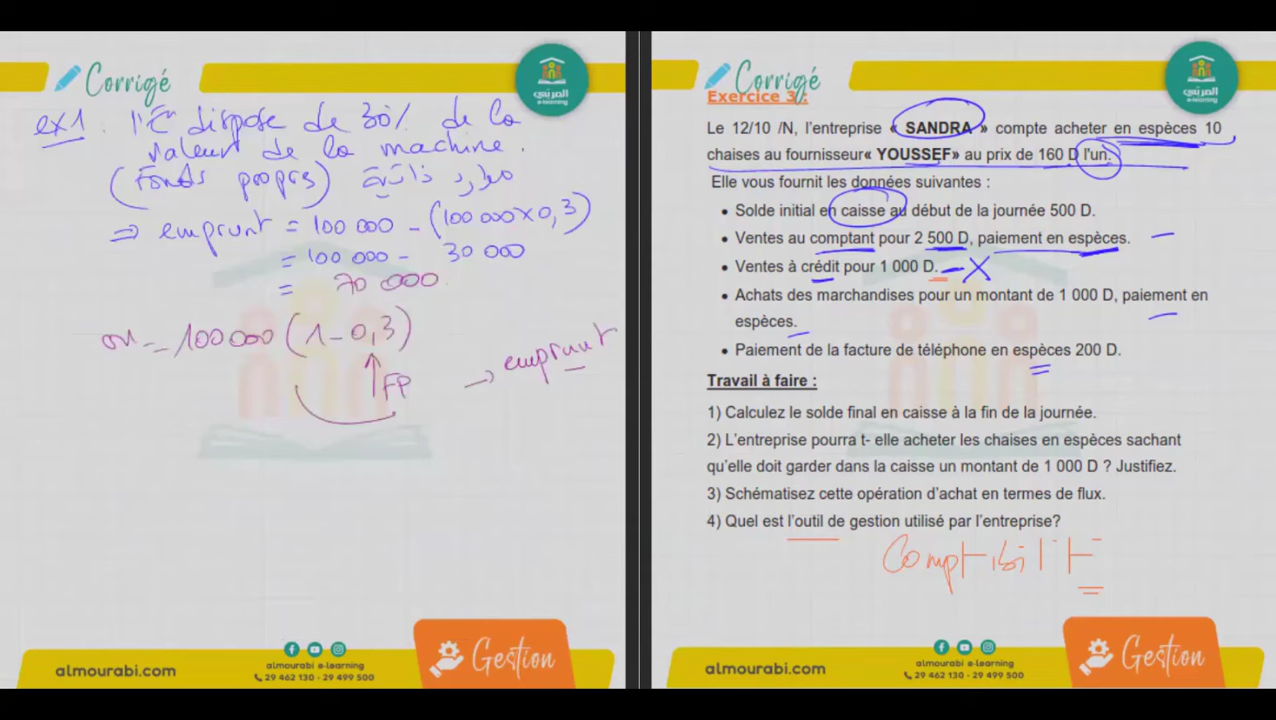 Corrigé
المربّي
e-learning
ex1. l'E dispose de 30% de la
valeur de la machine.
(Fonds propres) موارد ذاتية
⇒ emprunt = 100 000 - (100 000 x 0,3)
= 100 000 - 30 000
= 70 000.
ou = 100 000 (1 - 0,3)
FP → emprunt
almourabi.com
almourabi e-learning
29 462 130 - 29 499 500
Gestion
Corrigé
المربّي
e-learning
Exercice 3 :
Le 12/10 /N, l'entreprise « SANDRA » compte acheter en espèces 10
chaises au fournisseur« YOUSSEF» au prix de 160 D l'un.
Elle vous fournit les données suivantes :
• Solde initial en caisse au début de la journée 500 D.
• Ventes au comptant pour 2 500 D, paiement en espèces.
• Ventes à crédit pour 1 000 D. X
• Achats des marchandises pour un montant de 1 000 D, paiement en
espèces.
• Paiement de la facture de téléphone en espèces 200 D.
Travail à faire :
1) Calculez le solde final en caisse à la fin de la journée.
2) L'entreprise pourra t- elle acheter les chaises en espèces sachant
qu'elle doit garder dans la caisse un montant de 1 000 D ? Justifiez.
3) Schématisez cette opération d'achat en termes de flux.
4) Quel est l'outil de gestion utilisé par l'entreprise?
almourabi.com
almourabi e-learning
29 462 130 - 29 499 500
Gestion